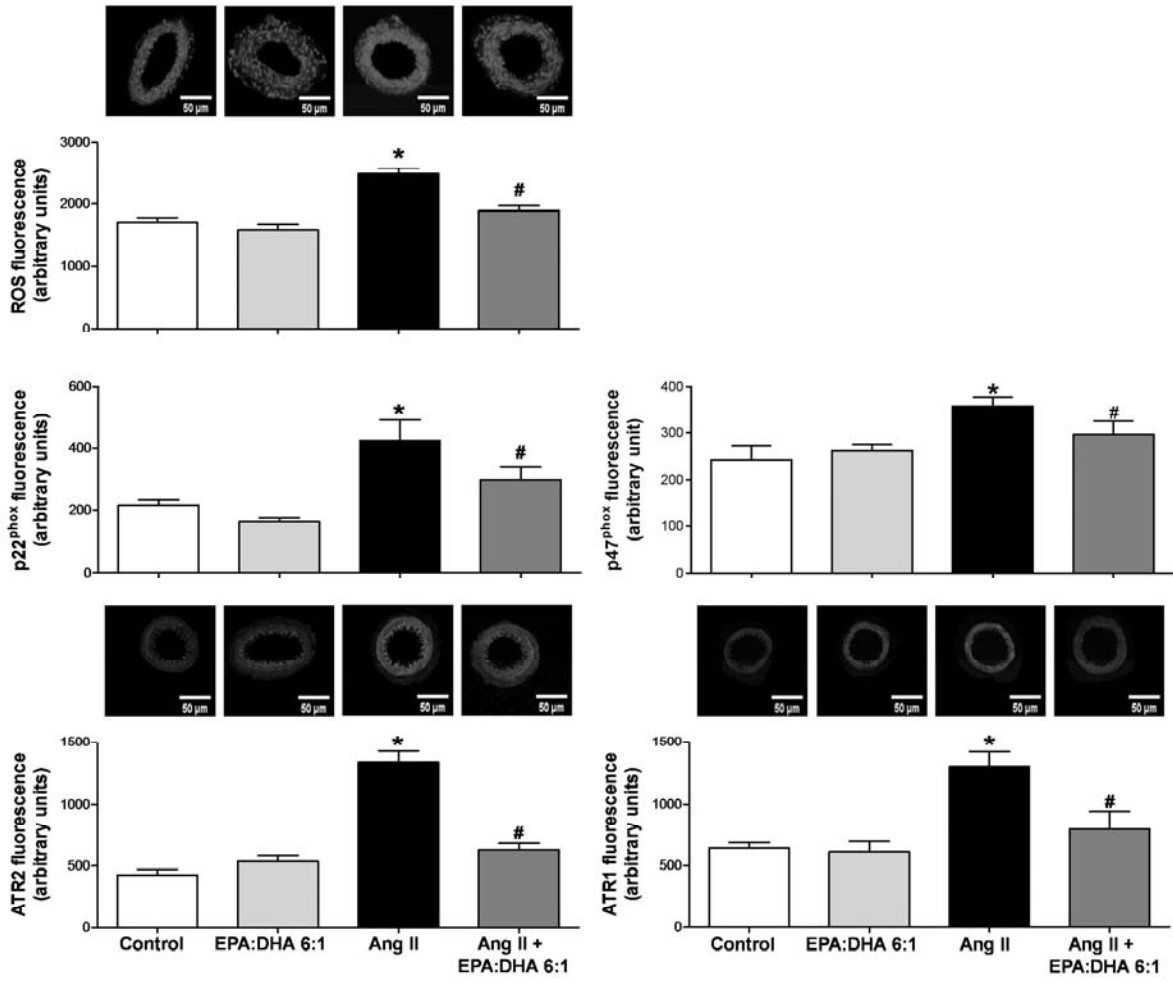 50 µm
50 µm
50 µm
50 µm
ROS fluorescence
(arbitrary units)
3000
2000
1000
0
*
#
p22phox fluorescence
(arbitrary units)
600
400
200
0
*
#
p47phox fluorescence
(arbitrary unit)
400
300
200
100
0
*
#
50 µm
50 µm
50 µm
50 µm
50 µm
50 µm
50 µm
50 µm
ATR2 fluorescence
(arbitrary units)
1500
1000
500
0
*
#
Control
EPA:DHA 6:1
Ang II
Ang II +
EPA:DHA 6:1
ATR1 fluorescence
(arbitrary units)
1500
1000
500
0
*
#
Control
EPA:DHA 6:1
Ang II
Ang II +
EPA:DHA 6:1